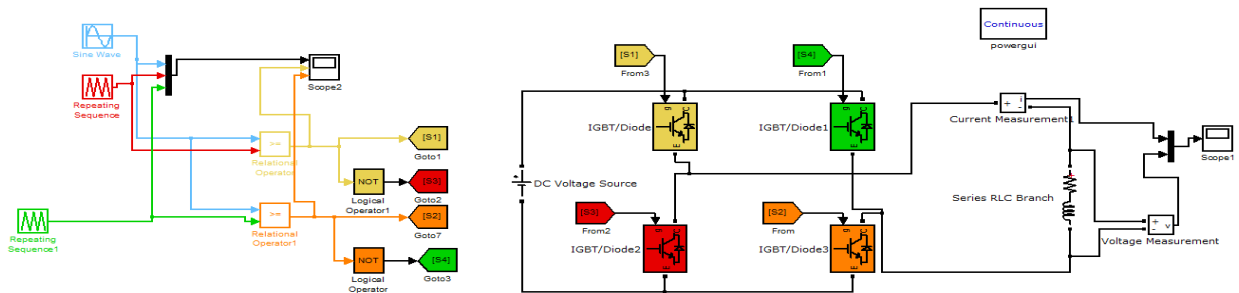 Sine Wave
Repeating
Sequence
Scope2
>=
Relational
Operator
[S1]
Goto1
NOT
Logical
Operator1
[S3]
Goto2
>=
Relational
Operator1
[S2]
Goto7
Repeating
Sequence1
NOT
Logical
Operator
[S4]
Goto3
Continuous
powergui
[S1]
From3
[S4]
From1
g
C
E
IGBT/Diode
g
C
E
IGBT/Diode1
+
-
i
Current Measurement1
Scope1
+
DC Voltage Source
Series RLC Branch
[S3]
From2
[S2]
From
g
C
E
IGBT/Diode2
g
C
E
IGBT/Diode3
+
-
v
Voltage Measurement